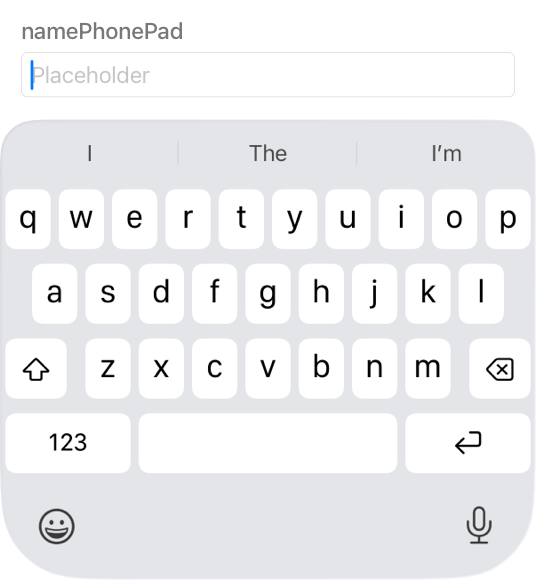 namePhonePad
Placeholder
I The I’m
q w e r t y u i o p
a s d f g h j k l
z x c v b n m
123